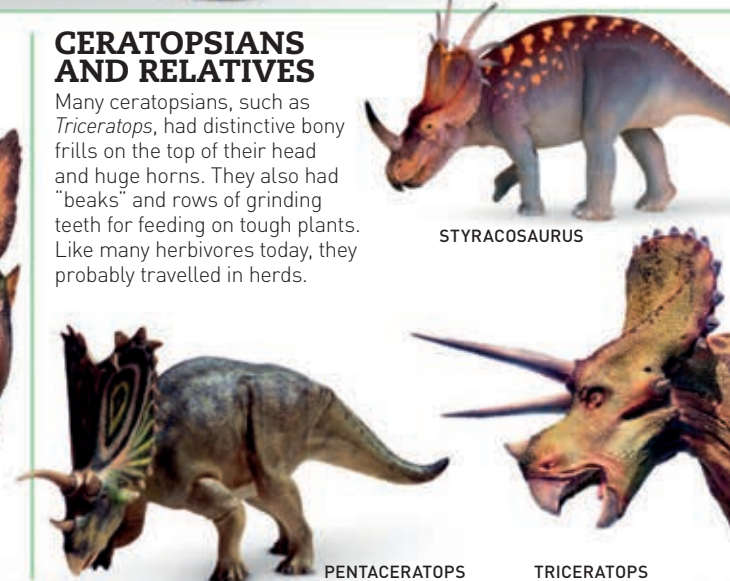 CERATOPSIANS
AND RELATIVES
Many ceratopsians, such as
Triceratops, had distinctive bony
frills on the top of their head
and huge horns. They also had
“beaks” and rows of grinding
teeth for feeding on tough plants.
Like many herbivores today, they
probably travelled in herds.
STYRACOSAURUS
PENTACERATOPS
TRICERATOPS